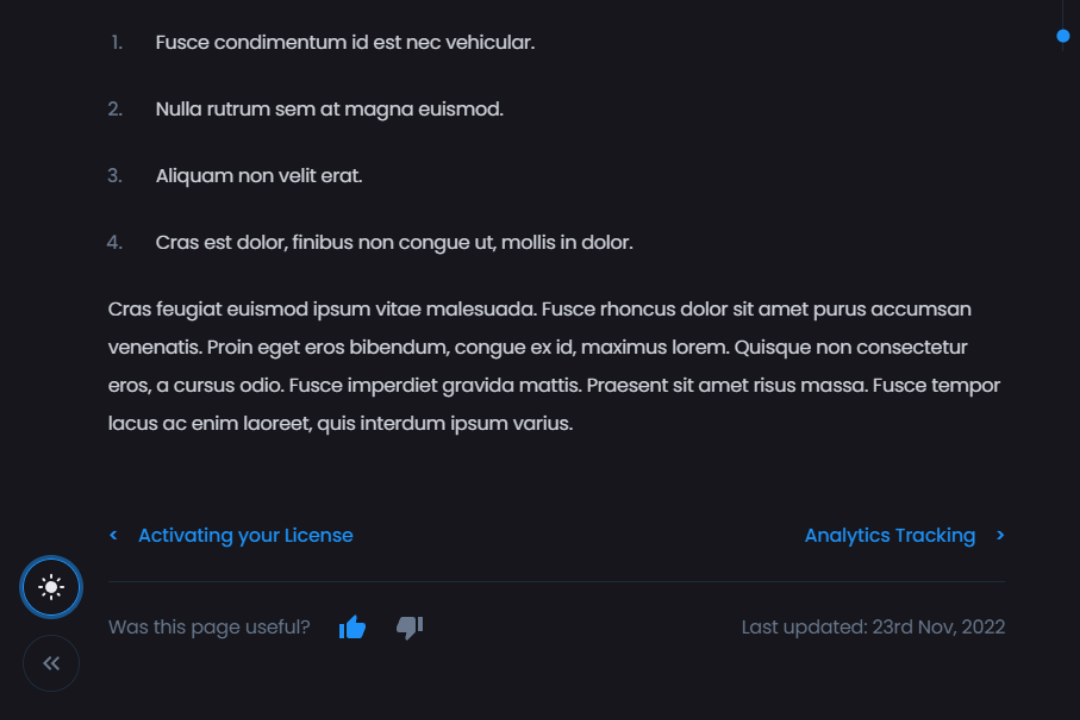 1. Fusce condimentum id est nec vehicular.
2. Nulla rutrum sem at magna euismod.
3. Aliquam non velit erat.
4. Cras est dolor, finibus non congue ut, mollis in dolor.
Cras feugiat euismod ipsum vitae malesuada. Fusce rhoncus dolor sit amet purus accumsan
venenatis. Proin eget eros bibendum, congue ex id, maximus lorem. Quisque non consectetur
eros, a cursus odio. Fusce imperdiet gravida mattis. Praesent sit amet risus massa. Fusce tempor
lacus ac enim laoreet, quis interdum ipsum varius.
Activating your License
Analytics Tracking
Was this page useful?
Last updated: 23rd Nov, 2022